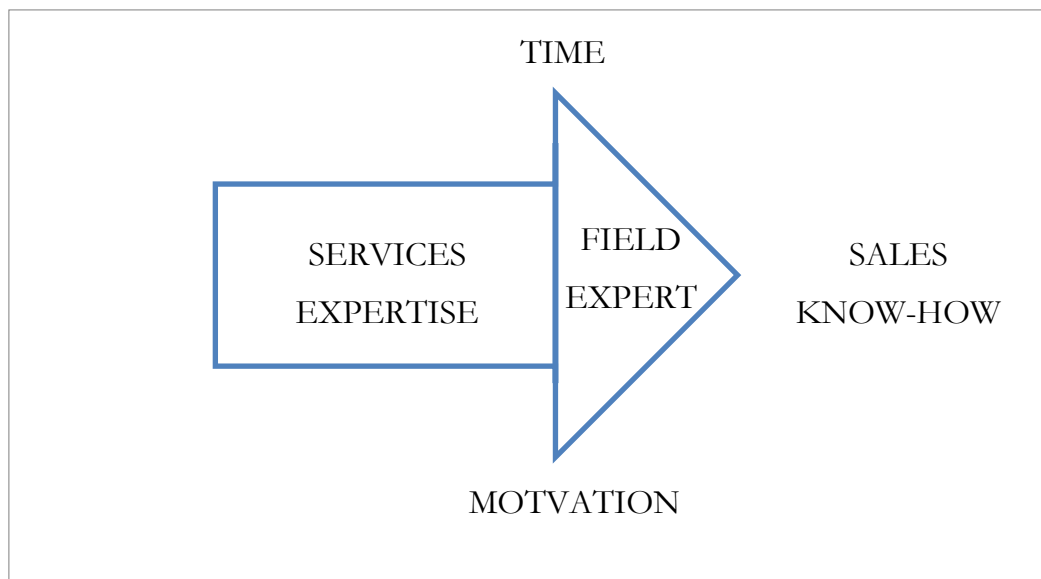 TIME
SERVICES
EXPERTISE
FIELD
EXPERT
SALES
KNOW-HOW
MOTVATION